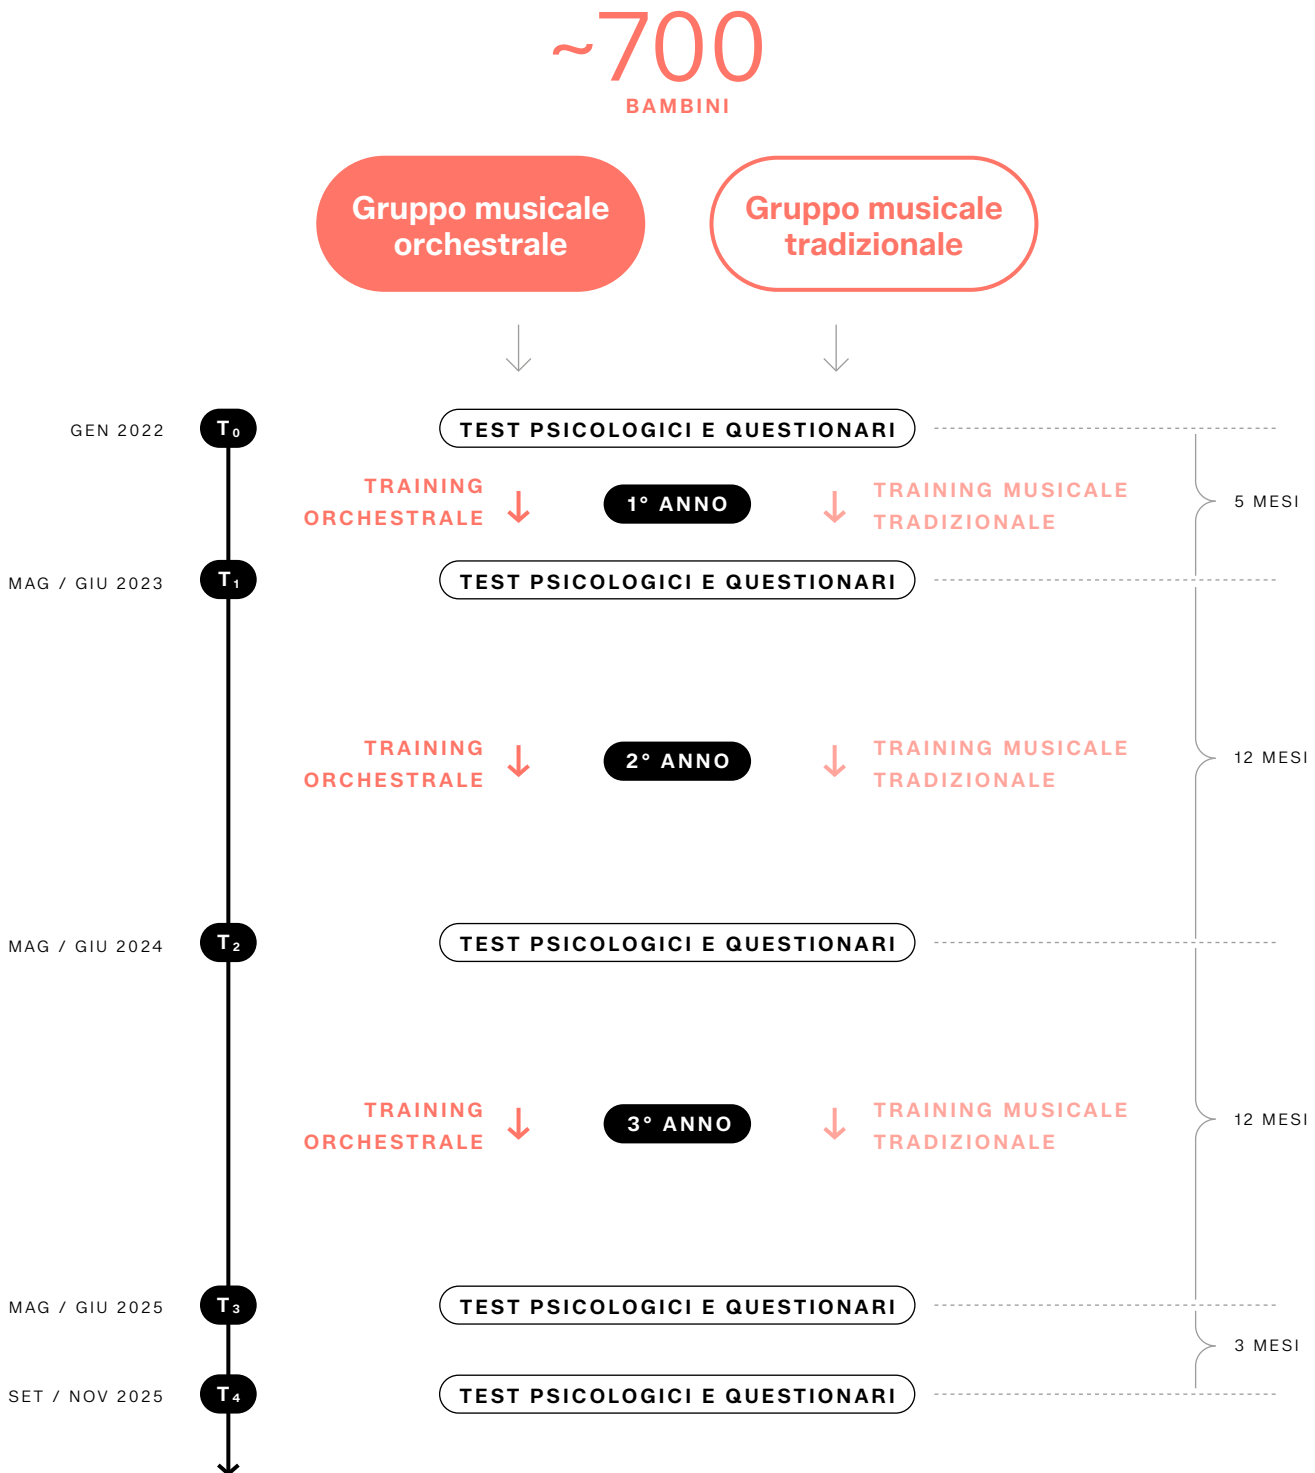 ~700
BAMBINI
Gruppo musicale
orchestrale
Gruppo musicale
tradizionale
GEN 2022
T₀
TEST PSICOLOGICI E QUESTIONARI
TRAINING
ORCHESTRALE
1° ANNO
TRAINING MUSICALE
TRADIZIONALE
5 MESI
MAG / GIU 2023
T₁
TEST PSICOLOGICI E QUESTIONARI
TRAINING
ORCHESTRALE
2° ANNO
TRAINING MUSICALE
TRADIZIONALE
12 MESI
MAG / GIU 2024
T₂
TEST PSICOLOGICI E QUESTIONARI
TRAINING
ORCHESTRALE
3° ANNO
TRAINING MUSICALE
TRADIZIONALE
12 MESI
MAG / GIU 2025
T₃
TEST PSICOLOGICI E QUESTIONARI
3 MESI
SET / NOV 2025
T₄
TEST PSICOLOGICI E QUESTIONARI